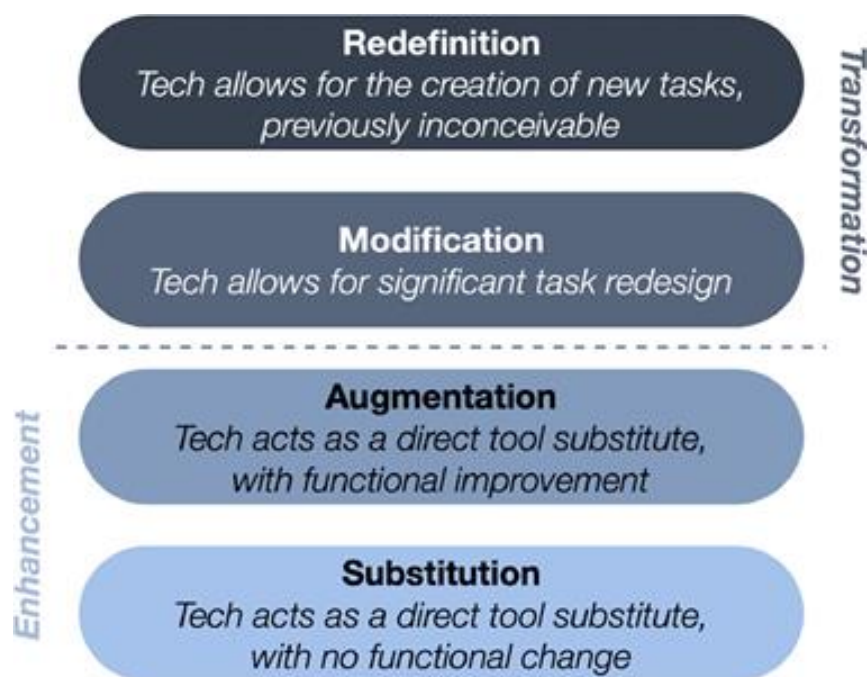 Redefinition
Tech allows for the creation of new tasks,
previously inconceivable
Modification
Tech allows for significant task redesign
Transformation
Augmentation
Tech acts as a direct tool substitute,
with functional improvement
Substitution
Tech acts as a direct tool substitute,
with no functional change
Enhancement